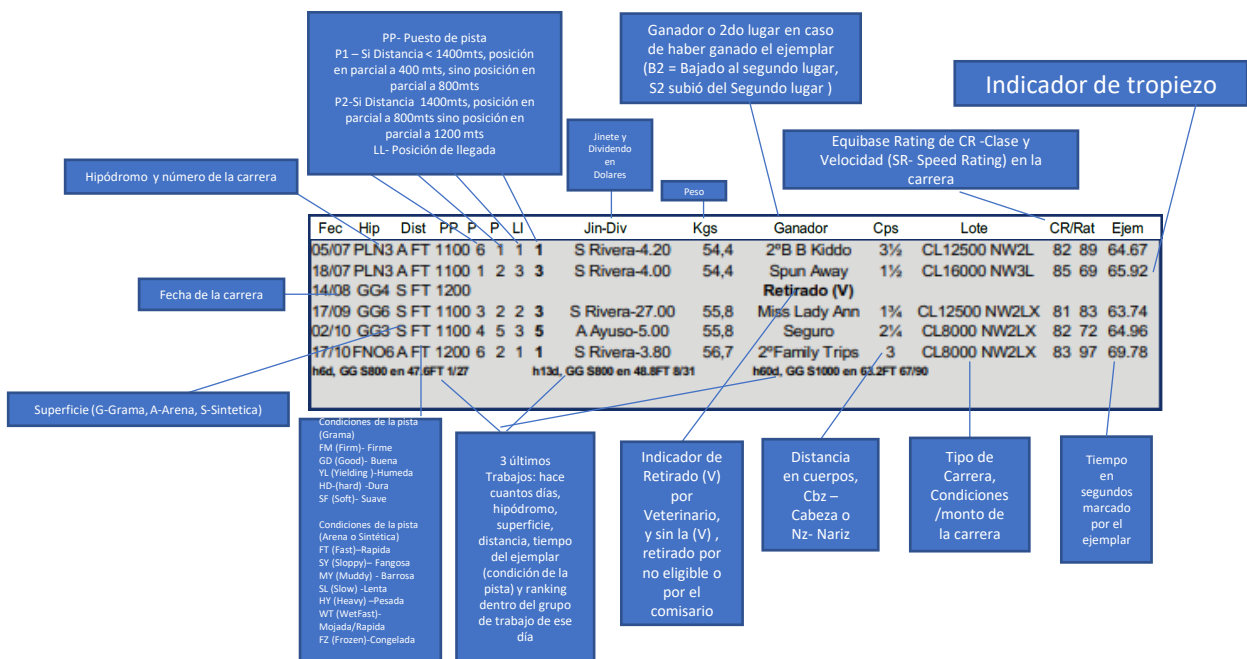 PP- Puesto de pista
P1 – Si Distancia < 1400mts, posición
en parcial a 400 mts, sino posición en
parcial a 800mts
P2-Si Distancia 1400mts, posición en
parcial a 800mts sino posición en
parcial a 1200 mts
LL- Posición de llegada
Ganador o 2do lugar en caso
de haber ganado el ejemplar
(B2 = Bajado al segundo lugar,
S2 subió del Segundo lugar )
Indicador de tropiezo
Jinete y
Dividendo
en
Dolares
Equibase Rating de CR -Clase y
Velocidad (SR- Speed Rating) en la
carrera
Hipódromo y número de la carrera
Peso
Fec Hip Dist PP P P Ll Jin-Div Kgs Ganador Cps Lote CR/Rat Ejem
05/07 PLN3 A FT 1100 6 1 1 1 S Rivera-4.20 54,4 2ºB B Kiddo 3½ CL12500 NW2L 82 89 64.67
18/07 PLN3 A FT 1100 1 2 3 3 S Rivera-4.00 54,4 Spun Away 1½ CL16000 NW3L 85 69 65.92
14/08 GG4 S FT 1200 Retirado (V)
17/09 GG6 S FT 1100 3 2 2 3 S Rivera-27.00 55,8 Miss Lady Ann 1¾ CL12500 NW2LX 81 83 63.74
02/10 GG3 S FT 1100 4 5 3 5 A Ayuso-5.00 55,8 Seguro 2¼ CL8000 NW2LX 82 72 64.96
17/10 FNO6 A FT 1200 6 2 1 1 S Rivera-3.80 56,7 2ºFamily Trips 3 CL8000 NW2LX 83 97 69.78
h6d, GG S800 en 47.6FT 1/27 h13d, GG S800 en 48.8FT 8/31 h60d, GG S1000 en 63.2FT 67/90
Fecha de la carrera
Superficie (G-Grama, A-Arena, S-Sintetica)
Condiciones de la pista
(Grama)
FM (Firm)- Firme
GD (Good)- Buena
YL (Yielding )-Humeda
HD-(hard) -Dura
SF (Soft)- Suave
Condiciones de la pista
(Arena o Sintética)
FT (Fast)–Rapida
SY (Sloppy)– Fangosa
MY (Muddy) - Barrosa
SL (Slow) -Lenta
HY (Heavy) –Pesada
WT (WetFast)-
Mojada/Rapida
FZ (Frozen)-Congelada
3 últimos
Trabajos: hace
cuantos días,
hipódromo,
superficie,
distancia, tiempo
del ejemplar
(condición de la
pista) y ranking
dentro del grupo
de trabajo de ese
día
Indicador de
Retirado (V)
por
Veterinario,
y sin la (V) ,
retirado por
no eligible o
por el
comisario
Distancia
en cuerpos,
Cbz –
Cabeza o
Nz- Nariz
Tipo de
Carrera,
Condiciones
/monto de
la carrera
Tiempo
en
segundos
marcado
por el
ejemplar